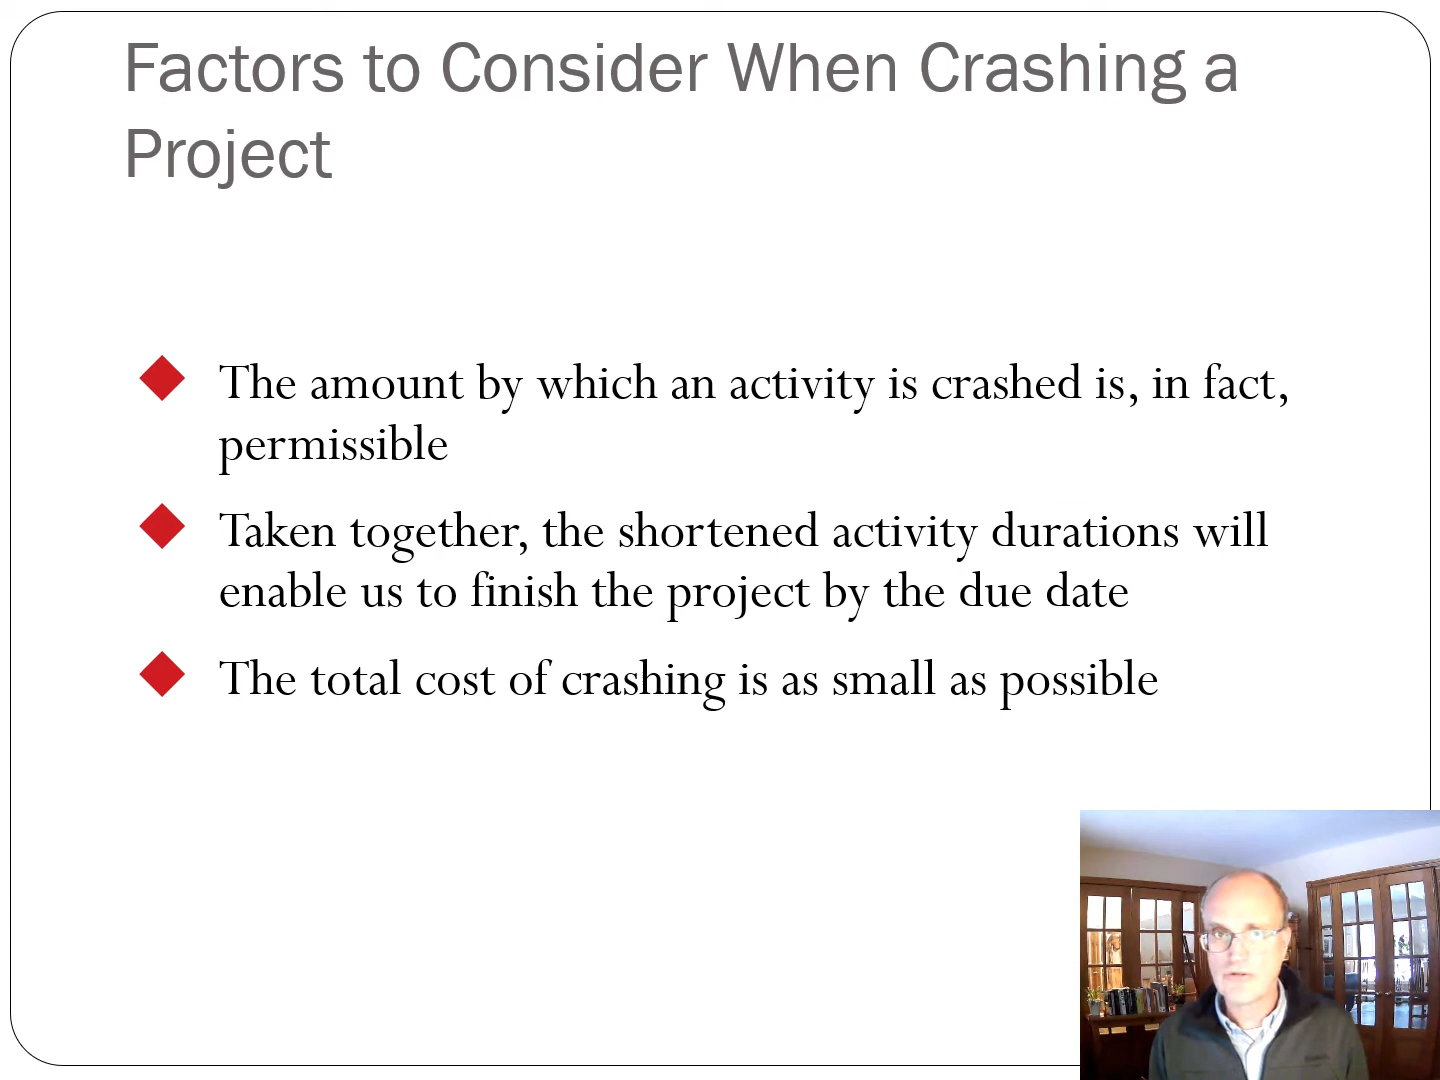 Factors to Consider When Crashing a
Project
The amount by which an activity is crashed is, in fact,
permissible
Taken together, the shortened activity durations will
enable us to finish the project by the due date
The total cost of crashing is as small as possible